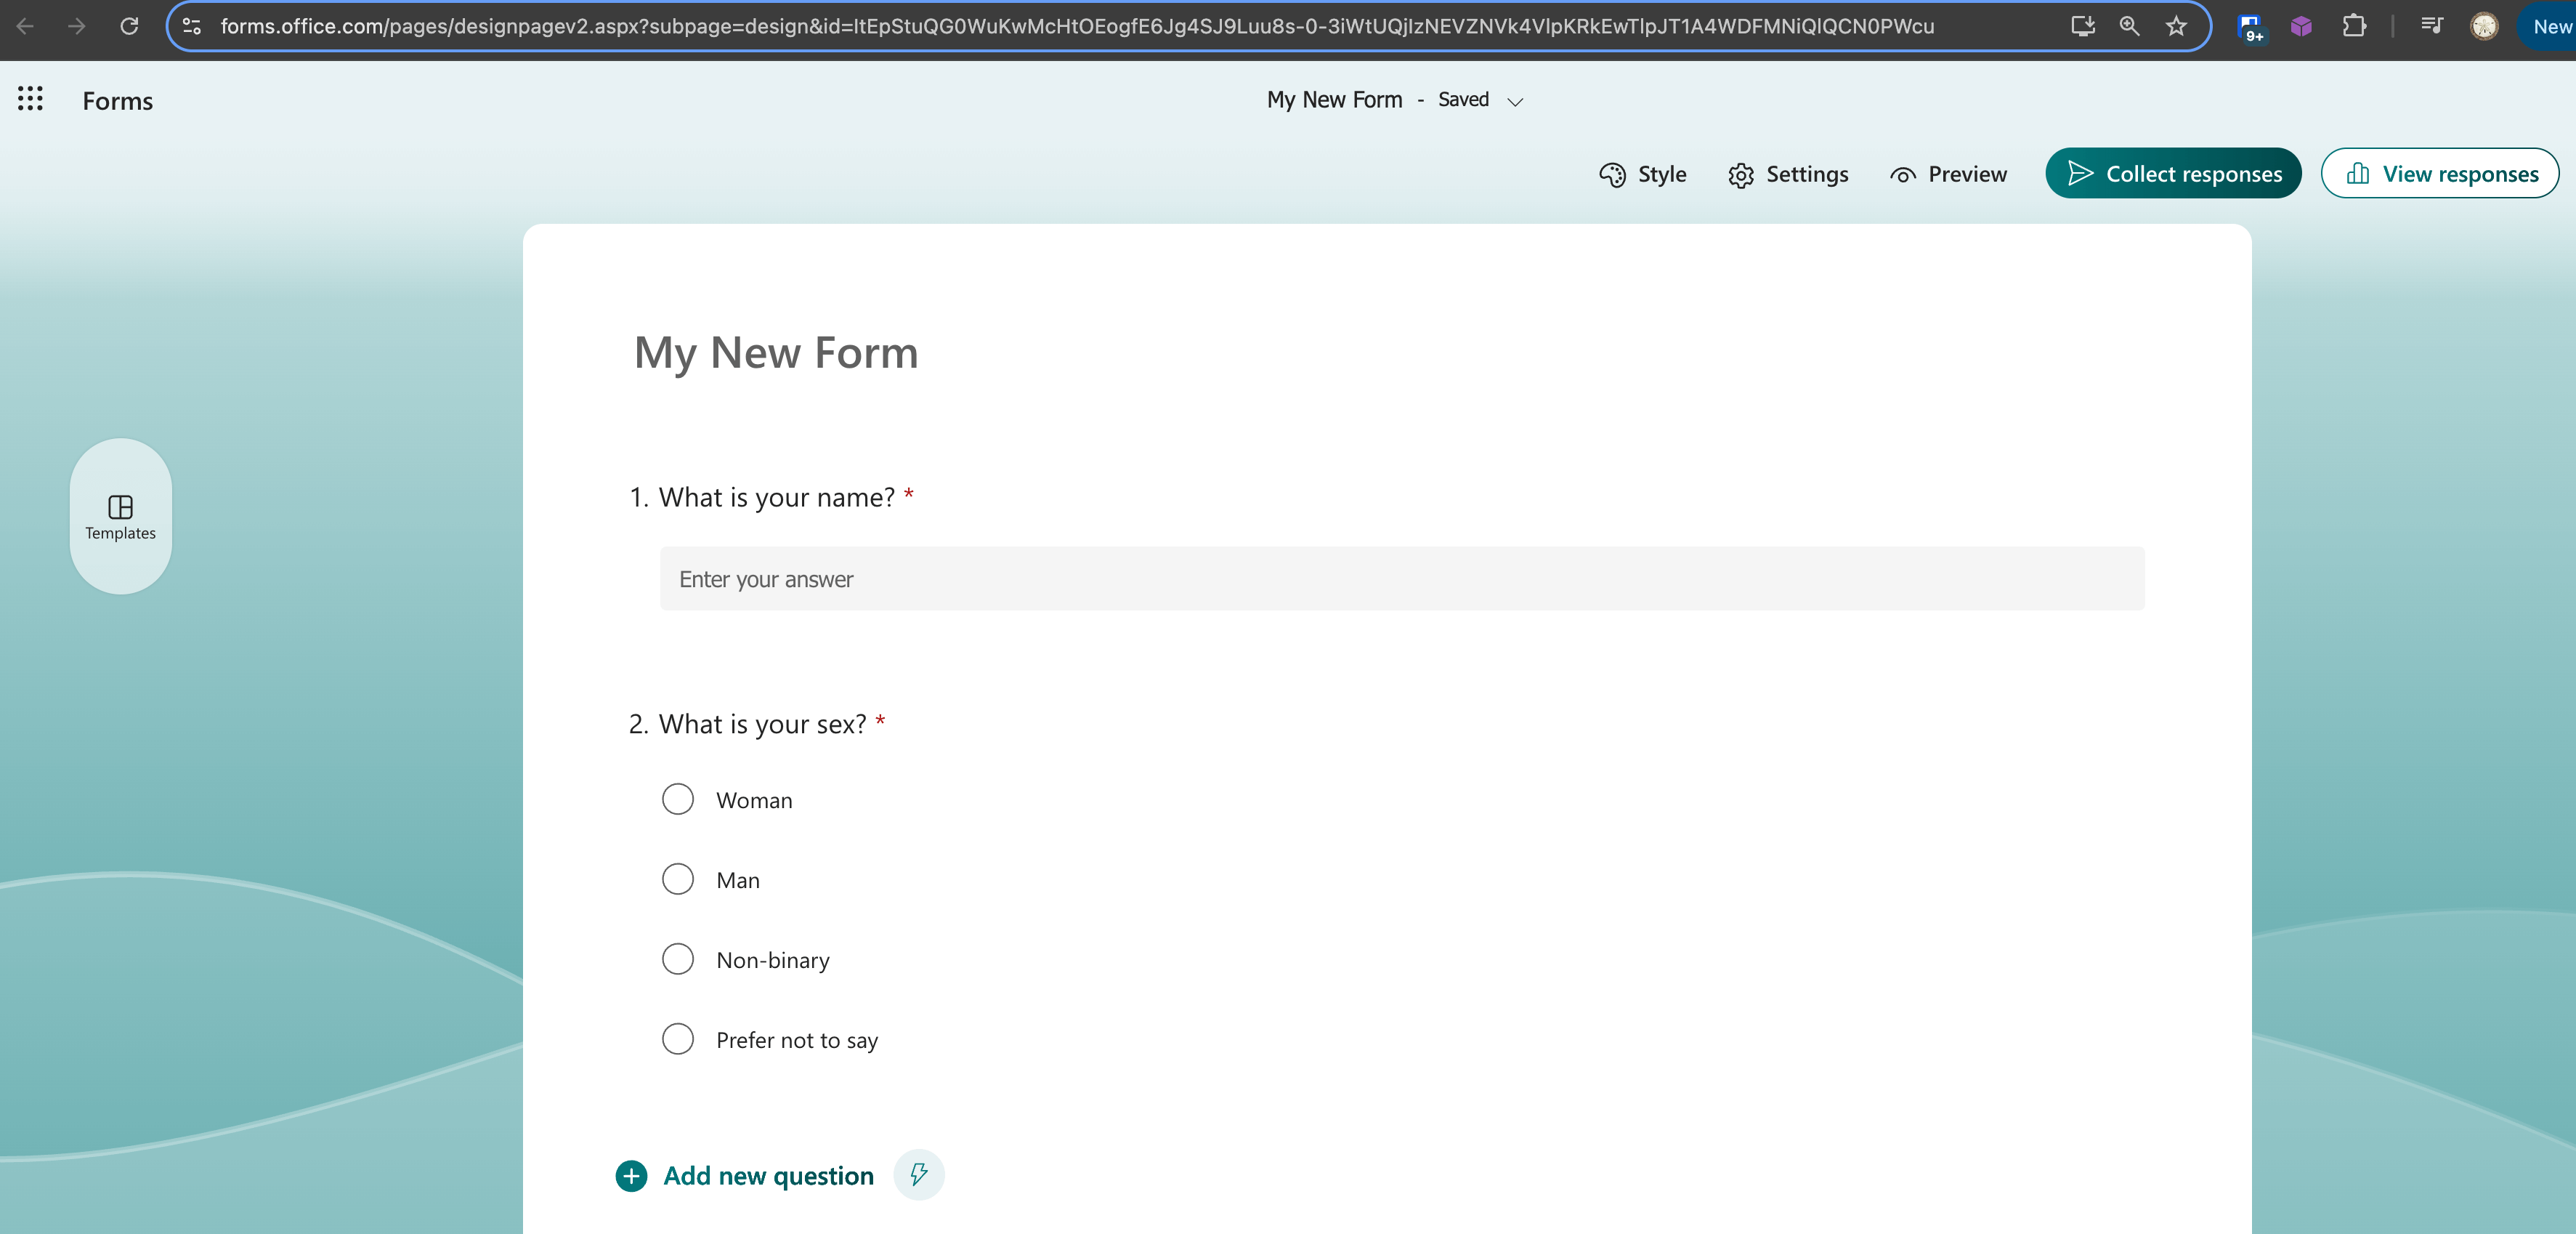 forms.office.com/pages/designpagev2.aspx?subpage=design&id=ItEpStuQG0WuKwMcHtOEogfE6Jg4SJ9Luu8s-0-3iWtUQjIzNEVZNVk4VlpKRkEwTlpJT1A4WDFMNiQlQCN0PWcu
9+
New
Forms
My New Form - Saved
Style
Settings
Preview
Collect responses
View responses
My New Form
Templates
1. What is your name? *
Enter your answer
2. What is your sex? *
Woman
Man
Non-binary
Prefer not to say
Add new question